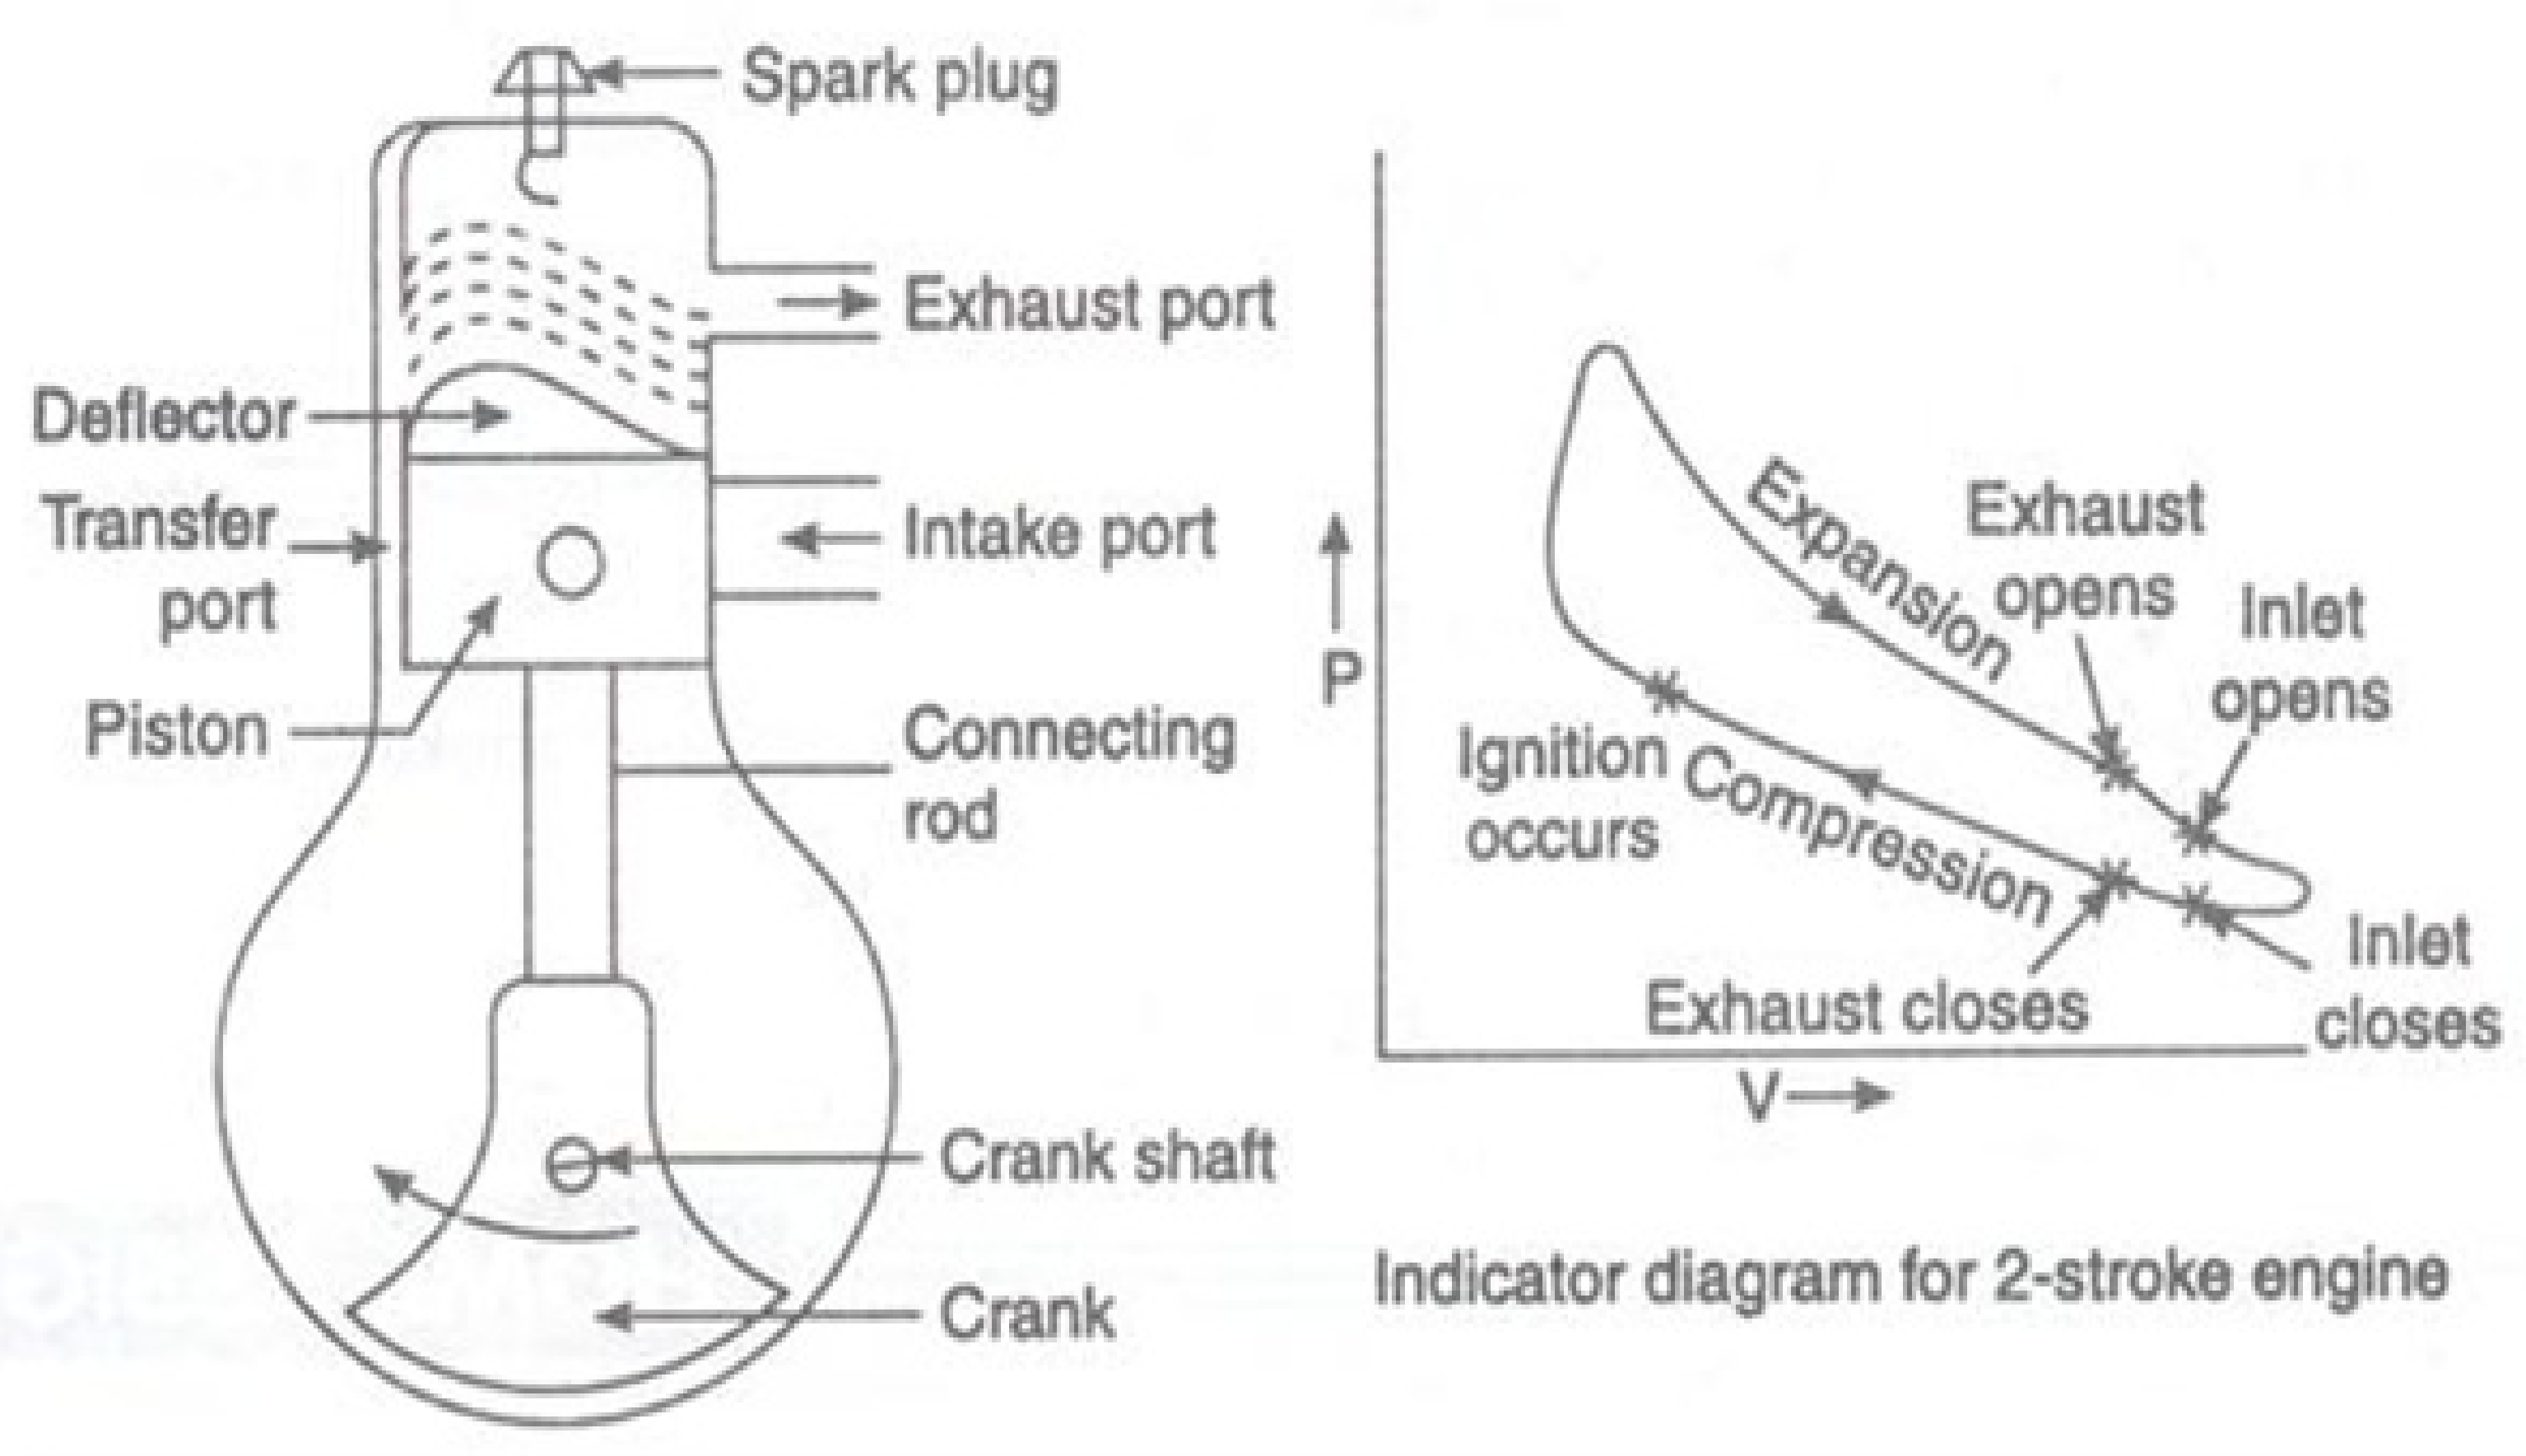 Spark plug
Exhaust port
Deflector
Transfer
port
Intake port
Piston
Connecting
rod
Crank shaft
Crank
P
Expansion
Exhaust
opens
Inlet
opens
Ignition
occurs
Compression
Exhaust closes
Inlet
closes
V
Indicator diagram for 2-stroke engine